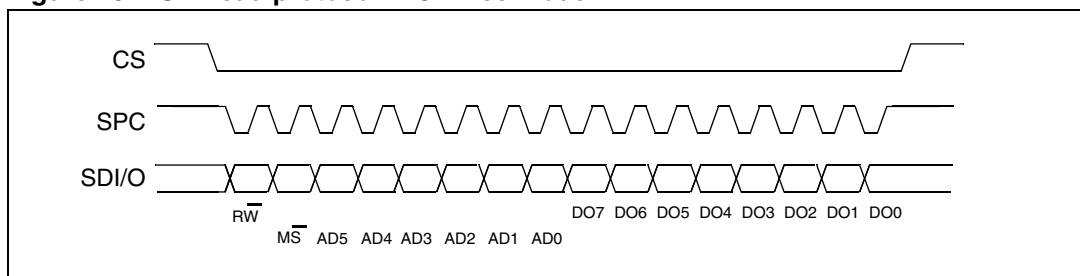 CS
SPC
SDI/O
RW
DO7 DO6 DO5 DO4 DO3 DO2 DO1 DO0
MS AD5 AD4 AD3 AD2 AD1 AD0